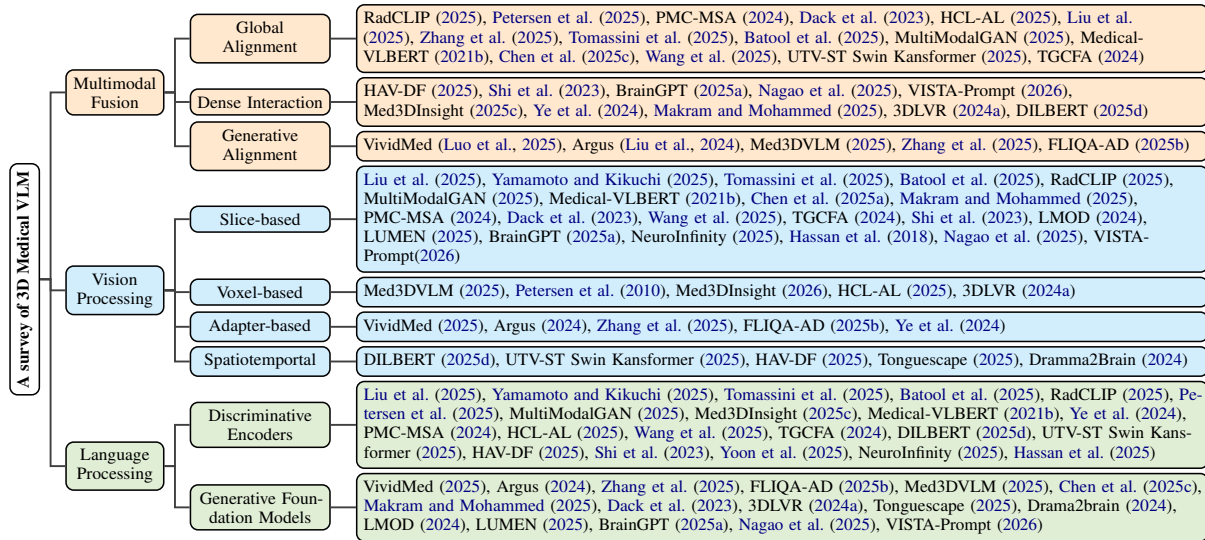 A survey of 3D Medical VLM
Multimodal
Fusion
Global
Alignment
RadCLIP (2025), Petersen et al. (2025), PMC-MSA (2024), Dack et al. (2023), HCL-AL (2025), Liu et al.
(2025), Zhang et al. (2025), Tomassini et al. (2025), Batool et al. (2025), MultiModalGAN (2025), Medical-
VLBERT (2021b), Chen et al. (2025c), Wang et al. (2025), UTV-ST Swin Kansformer (2025), TGCFA (2024)
Dense Interaction
HAV-DF (2025), Shi et al. (2023), BrainGPT (2025a), Nagao et al. (2025), VISTA-Prompt (2026),
Med3DInsight (2025c), Ye et al. (2024), Makram and Mohammed (2025), 3DLVR (2024a), DILBERT (2025d)
Generative
Alignment
VividMed (Luo et al., 2025), Argus (Liu et al., 2024), Med3DVLM (2025), Zhang et al. (2025), FLIQA-AD (2025b)
Vision
Processing
Slice-based
Liu et al. (2025), Yamamoto and Kikuchi (2025), Tomassini et al. (2025), Batool et al. (2025), RadCLIP (2025),
MultiModalGAN (2025), Medical-VLBERT (2021b), Chen et al. (2025a), Makram and Mohammed (2025),
PMC-MSA (2024), Dack et al. (2023), Wang et al. (2025), TGCFA (2024), Shi et al. (2023), LMOD (2024),
LUMEN (2025), BrainGPT (2025a), NeuroInfinity (2025), Hassan et al. (2018), Nagao et al. (2025), VISTA-
Prompt(2026)
Voxel-based
Med3DVLM (2025), Petersen et al. (2010), Med3DInsight (2026), HCL-AL (2025), 3DLVR (2024a)
Adapter-based
VividMed (2025), Argus (2024), Zhang et al. (2025), FLIQA-AD (2025b), Ye et al. (2024)
Spatiotemportal
DILBERT (2025d), UTV-ST Swin Kansformer (2025), HAV-DF (2025), Tonguescape (2025), Dramma2Brain (2024)
Language
Processing
Discriminative
Encoders
Liu et al. (2025), Yamamoto and Kikuchi (2025), Tomassini et al. (2025), Batool et al. (2025), RadCLIP (2025), Pe-
tersen et al. (2025), MultiModalGAN (2025), Med3DInsight (2025c), Medical-VLBERT (2021b), Ye et al. (2024),
PMC-MSA (2024), HCL-AL (2025), Wang et al. (2025), TGCFA (2024), DILBERT (2025d), UTV-ST Swin Kans-
former (2025), HAV-DF (2025), Shi et al. (2023), Yoon et al. (2025), NeuroInfinity (2025), Hassan et al. (2025)
Generative Foun-
dation Models
VividMed (2025), Argus (2024), Zhang et al. (2025), FLIQA-AD (2025b), Med3DVLM (2025), Chen et al. (2025c),
Makram and Mohammed (2025), Dack et al. (2023), 3DLVR (2024a), Tonguescape (2025), Drama2brain (2024),
LMOD (2024), LUMEN (2025), BrainGPT (2025a), Nagao et al. (2025), VISTA-Prompt (2026)